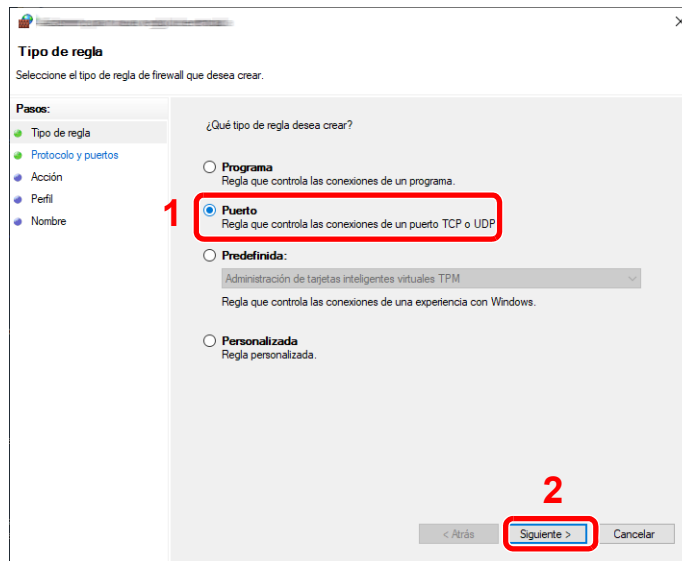 Tipo de regla
Seleccione el tipo de regla de firewall que desea crear.
Pasos:
Tipo de regla
Protocolo y puertos
Acción
Perfil
Nombre
¿Qué tipo de regla desea crear?
Programa
Regla que controla las conexiones de un programa.
1
Puerto
Regla que controla las conexiones de un puerto TCP o UDP
Predefinida:
Administración de tarjetas inteligentes virtuales TPM
Regla que controla las conexiones de una experiencia con Windows.
Personalizada
Regla personalizada.
2
< Atrás
Siguiente >
Cancelar